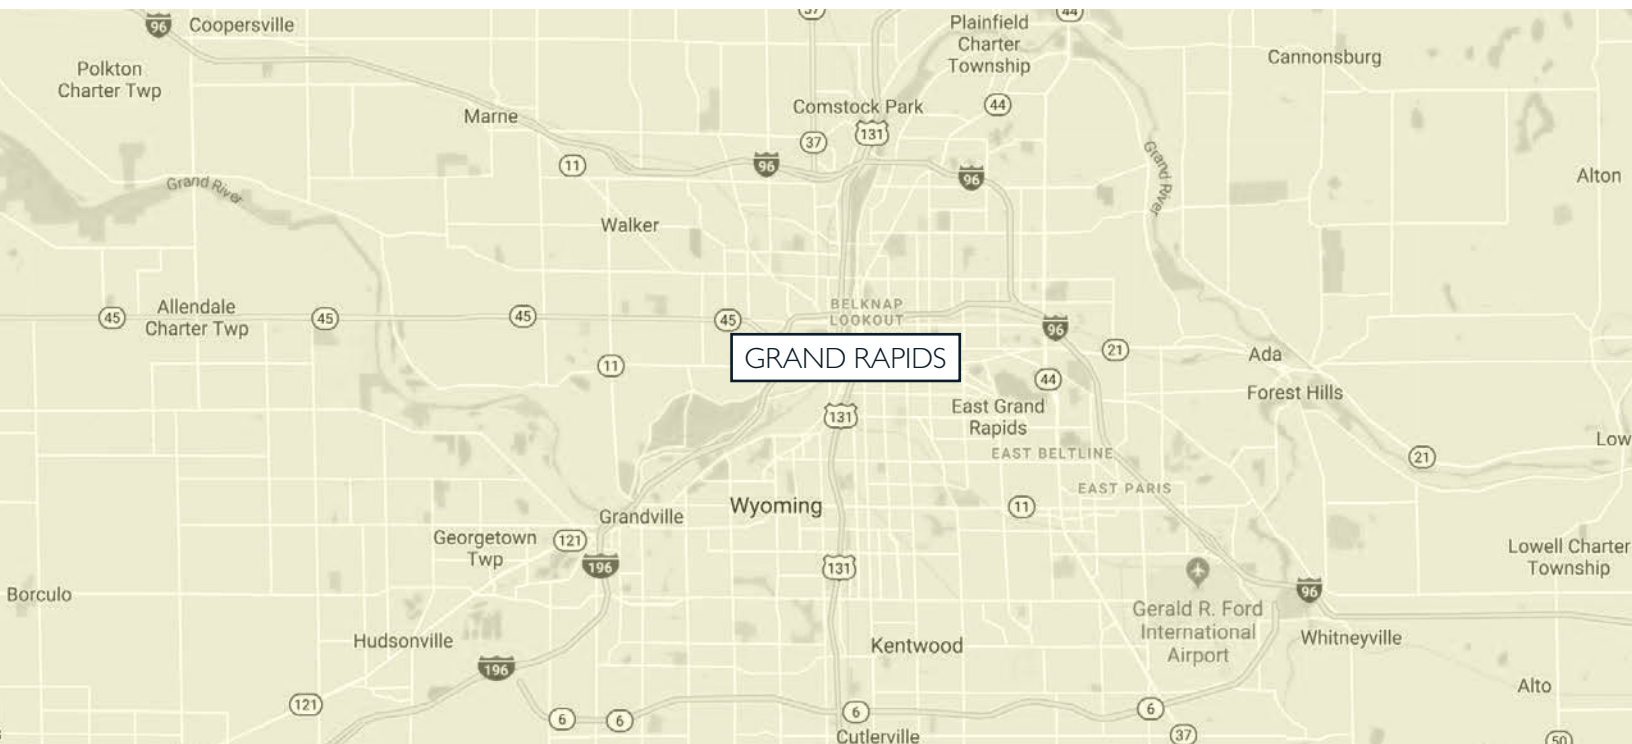 37
44
96
Coopersville
Plainfield
Charter
Township
Cannonsburg
Polkton
Charter Twp
Comstock Park
44
Marne
131
37
11
96
96
Grand River
Alton
Grand River
Walker
BELKNAP
LOOKOUT
Allendale
Charter Twp
45
45
45
45
96
GRAND RAPIDS
21
Ada
11
44
Forest Hills
East Grand
Rapids
131
Low
EAST BELTLINE
21
EAST PARIS
Wyoming
11
Grandville
Georgetown
Twp
121
196
131
Lowell Charter
Township
Borculo
96
Gerald R. Ford
International
Airport
Hudsonville
Kentwood
Whitneyville
196
Alto
121
6
6
6
6
Cutlerville
37
50